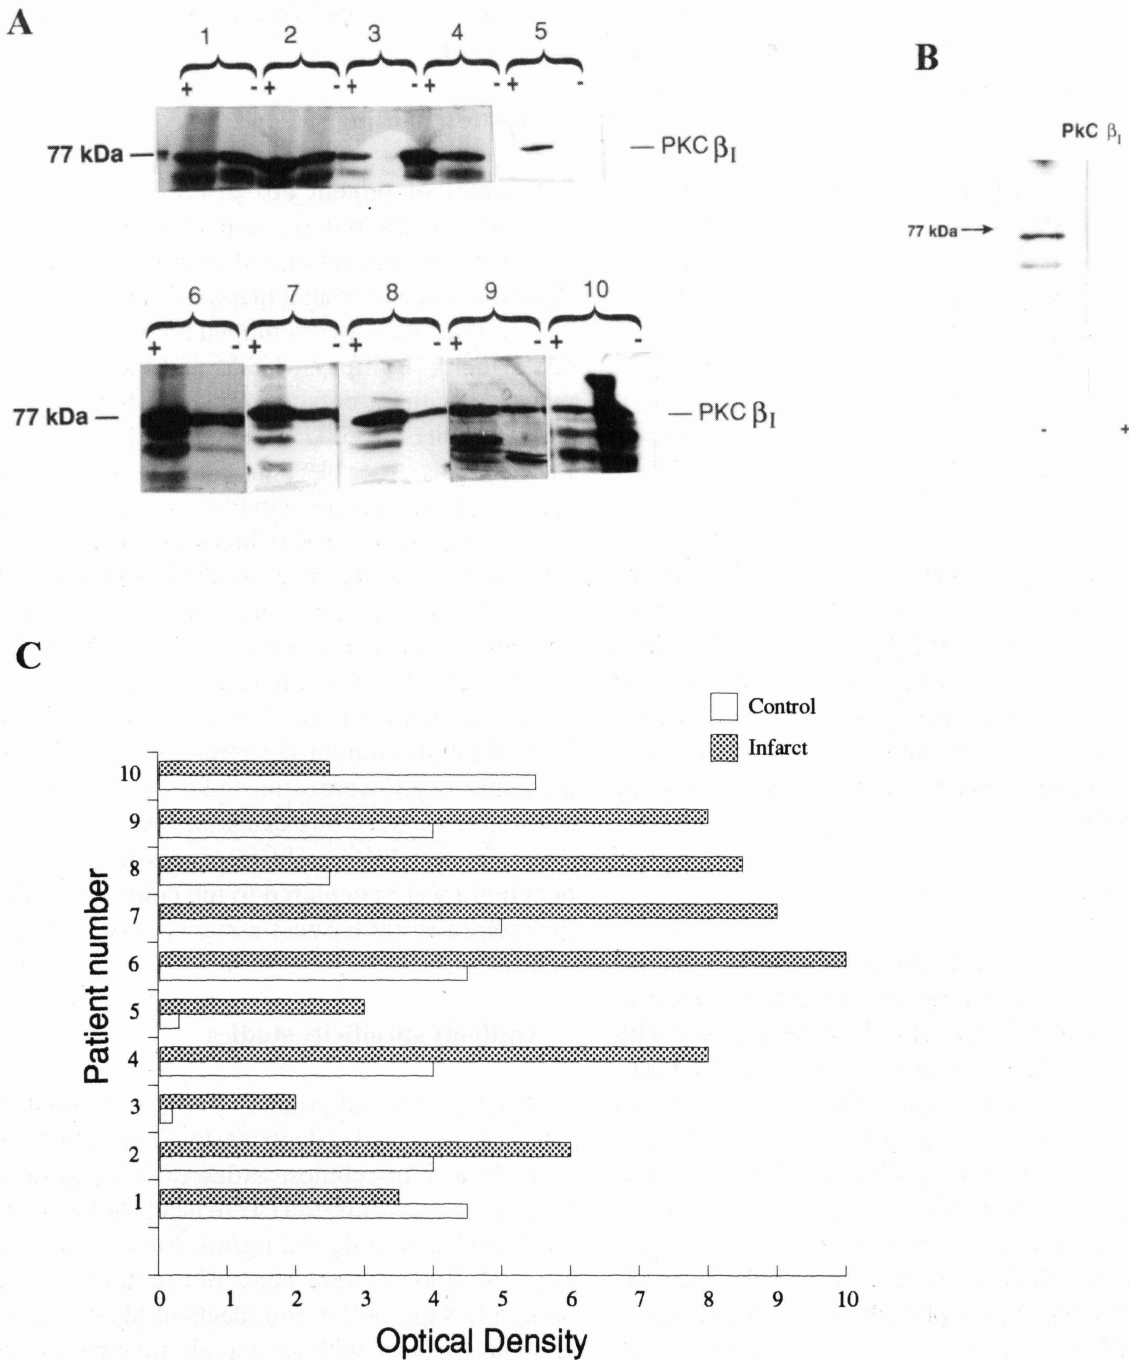 A
1 2 3 4 5
+ - + - + - + - + -
77 kDa — — PKC βI
6 7 8 9 10
+ - + - + - + - + -
77 kDa — — PKC βI
B
PkC βI
77 kDa →
- +
C
Control
Infarct
10
9
8
7
6
5
4
3
2
1
Patient number
0 1 2 3 4 5 6 7 8 9 10
Optical Density